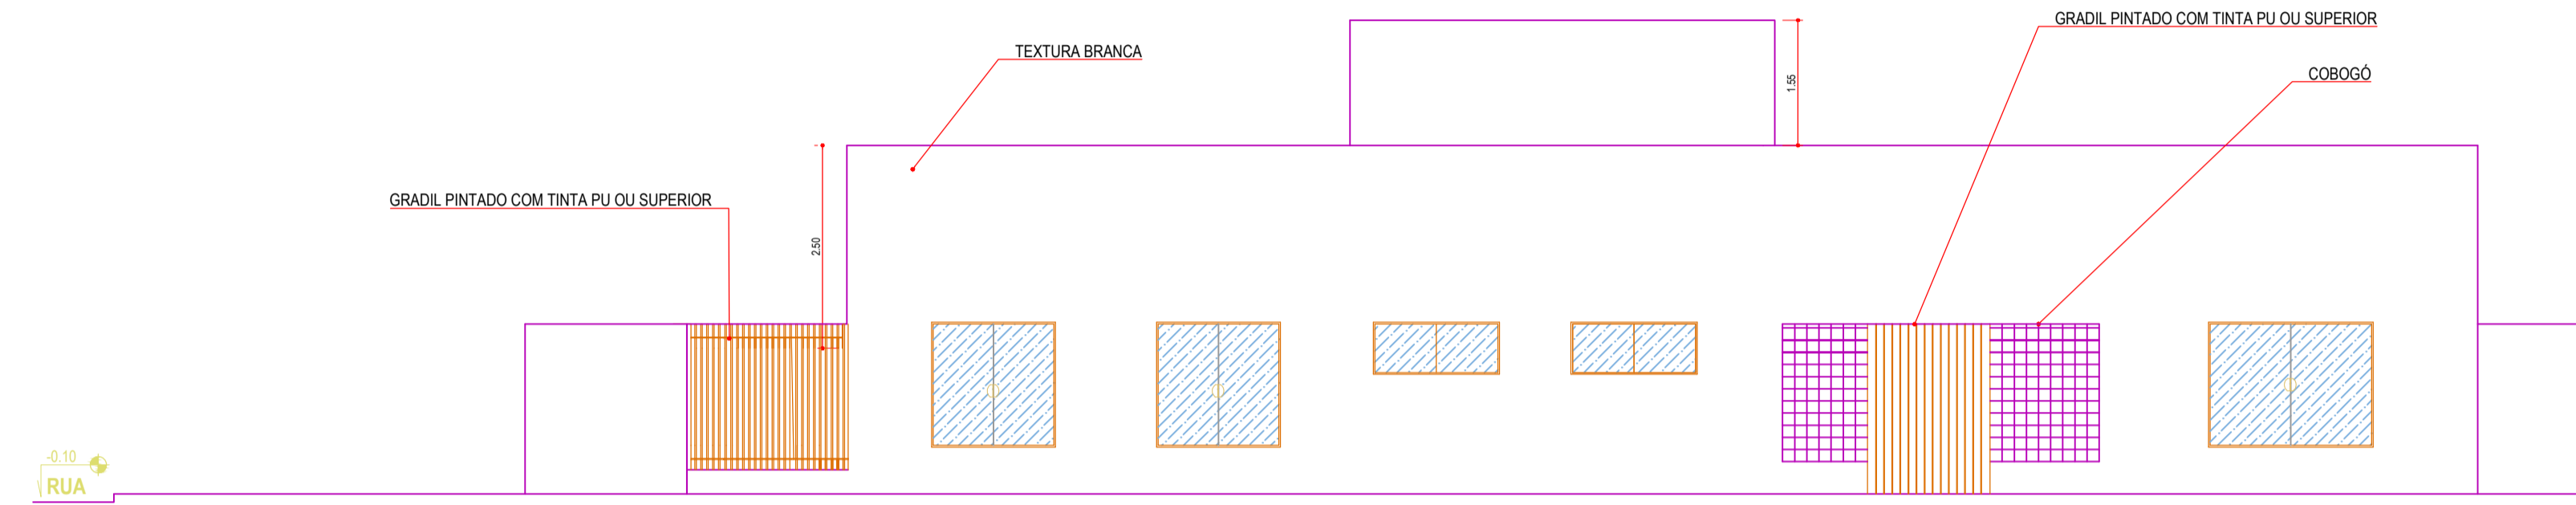 GRADIL PINTADO COM TINTA PU OU SUPERIOR
TEXTURA BRANCA
COBOGÓ
1.55
GRADIL PINTADO COM TINTA PU OU SUPERIOR
2.50
-0.10
RUA